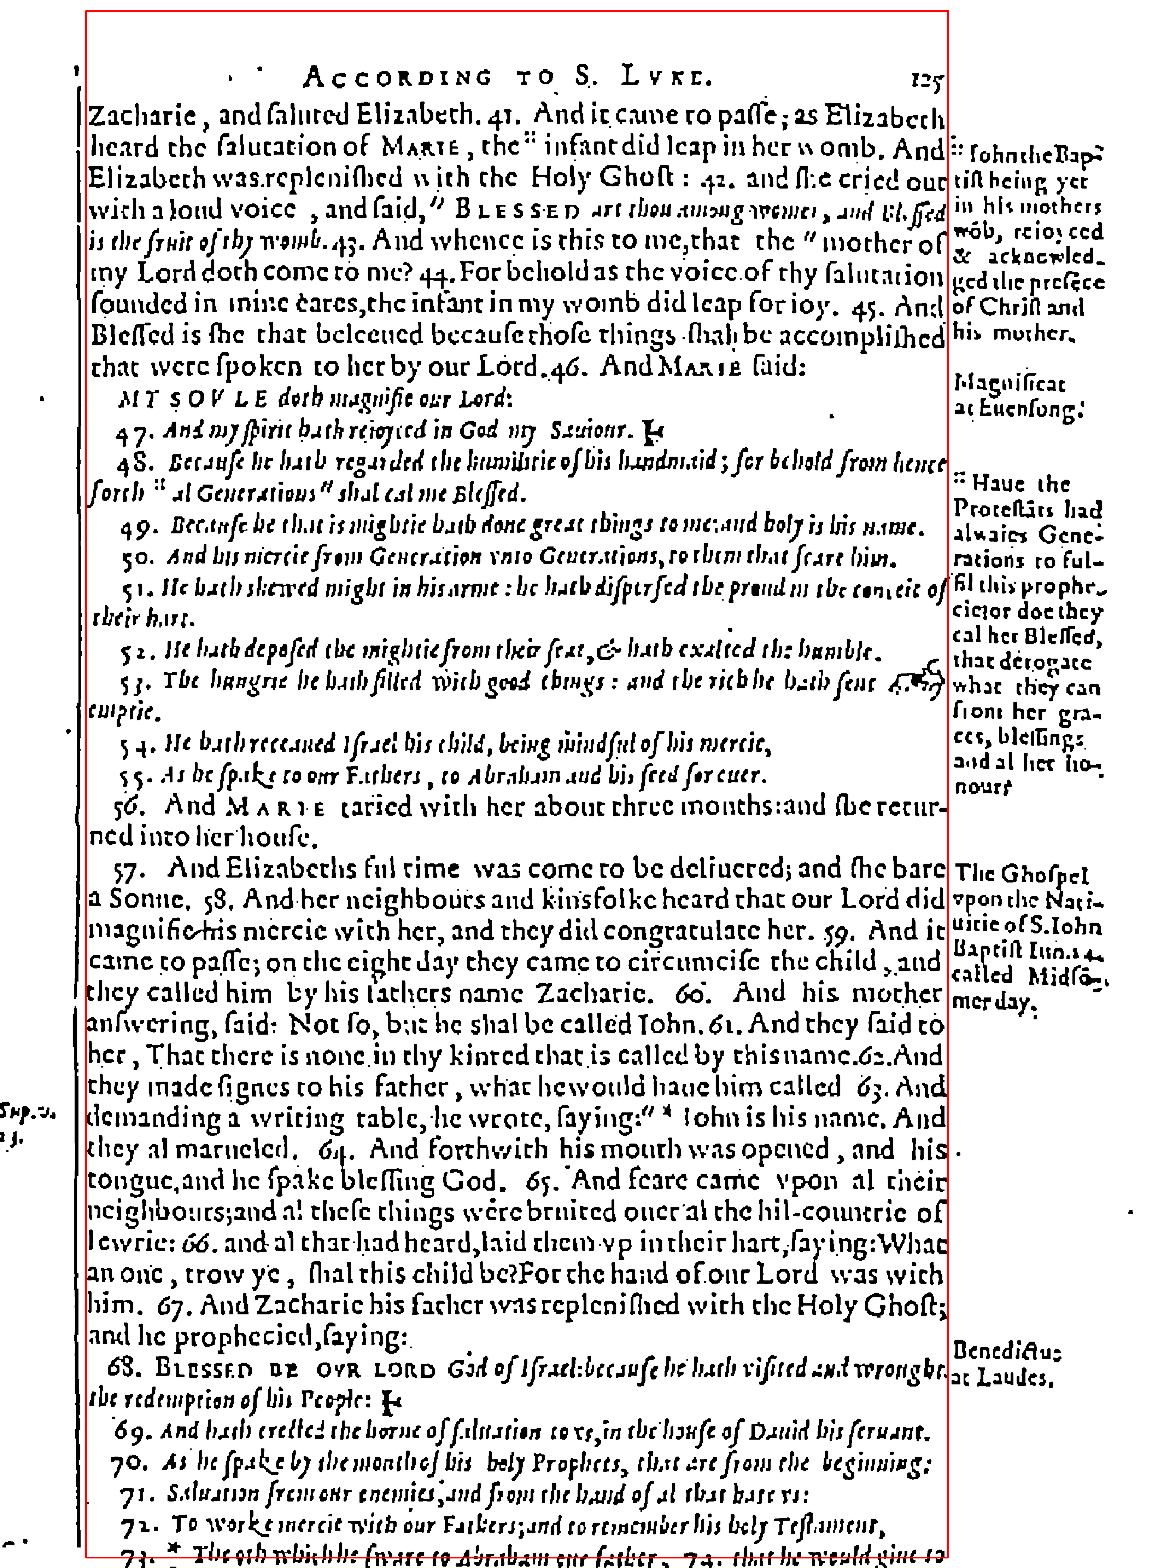 ACCORDING TO S. LVKE. 125
Zacharie, and saluted Elizabeth. 41. And it came to passe; as Elizabeth
heard the salutation of MARIE, the :: infant did leap in her womb. And
Elizabeth was replenished with the Holy Ghost: 42. and she cried out
with a loud voice, and said, " BLESSED art thou among women, and blessed
is the fruit of thy womb. 43. And whence is this to me, that the " mother of
my Lord doth come to me? 44. For behold as the voice of thy salutation
sounded in mine eares, the infant in my womb did leap for ioy. 45. And
Blessed is she that beleeued because those things shal be accomplished
that were spoken to her by our Lord. 46. And MARIE said:
MY SOVLE doth magnifie our Lord:
47. And my spirit hath reioyced in God my Sauiour. Ⱶ
48. Because he hath regarded the humilitie of his handmaid; for behold from hence
forth :: al Generations " shal cal me Blessed.
49. Because he that is mightie hath done great things to me: and holy is his name.
50. And his mercie from Generation vnto Generations, to them that feare him.
51. He hath shewed might in his arme: he hath dispersed the proud in the conceit of
their hart.
52. He hath deposed the mightie from their seat, & hath exalted the humble.
53. The hungrie he hath filled with good things: and the rich he hath sent away
emptie.
54. He hath receaued Israel his child, being mindful of his mercie,
55. As he spake to our Fathers, to Abraham and his seed for euer.
56. And MARIE taried with her about three months: and she retur-
ned into her house.
57. And Elizabeths ful time was come to be deliuered; and she bare
a Sonne. 58. And her neighbours and kinsfolke heard that our Lord did
magnifie his mercie with her, and they did congratulate her. 59. And it
came to passe; on the eight day they came to circumcise the child, and
they called him by his fathers name Zacharie. 60. And his mother
answering, said: Not so, but he shal be called Iohn. 61. And they said to
her, That there is none in thy kinred that is called by this name. 62. And
they made signes to his father, what he would haue him called 63. And
demanding a writing table, he wrote, saying: " * Iohn is his name. And
they al marueled. 64. And forthwith his mouth was opened, and his
tongue, and he spake blessing God. 65. And feare came vpon al their
neighbours; and al these things were bruited ouer al the hil-countrie of
Iewrie: 66. and al that had heard, laid them vp in their hart, saying: What
an one, trow ye, shal this child be? For the hand of our Lord was with
him. 67. And Zacharie his father was replenished with the Holy Ghost;
and he prophecied, saying:
68. BLESSED BE OVR LORD God of Israel: because he hath visited and wrought
the redemption of his People: Ⱶ
69. And hath erected the horne of saluation to vs, in the house of Dauid his seruant.
70. As he spake by the mouth of his holy Prophets, that are from the beginning:
71. Saluation from our enemies, and from the hand of al that hate vs:
72. To worke mercie with our Fathers; and to remember his holy Testament,
73. * The oth which he sware to Abraham our father, 74. that he would giue to
:: Iohn the Bap-
tist being yet
in his mothers
wōb, reioyced
& acknowled-
ged the presēce
of Christ and
his mother.
Magnificat
at Euensong.
:: Haue the
Protestāts had
alwaies Gene-
rations to ful-
fil this prophe-
cie? or doe they
cal her Blessed,
that derogate
what they can
from her gra-
ces, blessings
and al her ho-
nour?
The Ghospel
vpon the Nati-
uitie of S. Iohn
Baptist Iun. 24.
called Midsō-
merday.
Benedictus
at Laudes.
Sup. v.